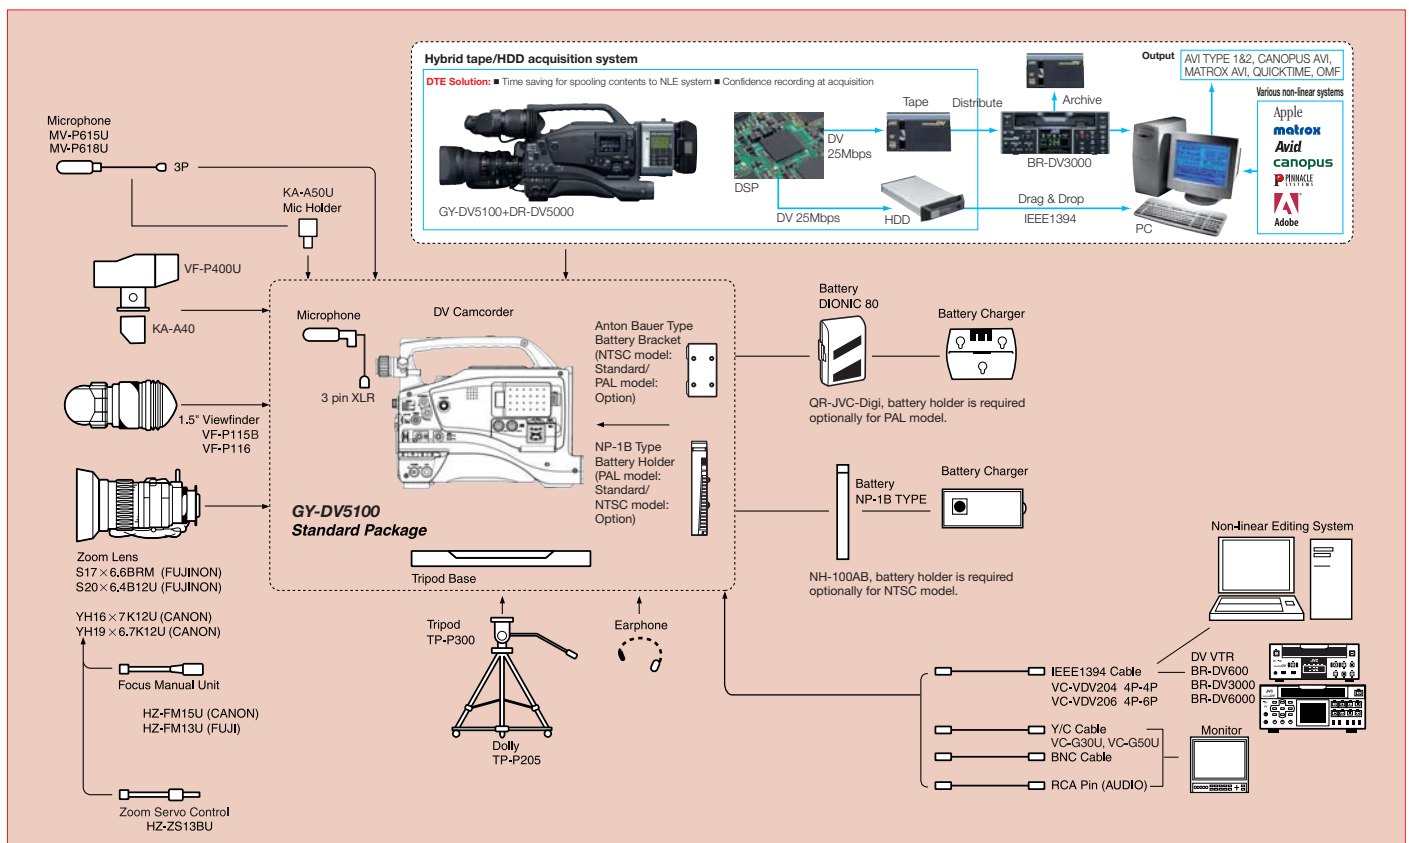 Hybrid tape/HDD acquisition system
DTE Solution: ■ Time saving for spooling contents to NLE system ■ Confidence recording at acquisition
GY-DV5100+DR-DV5000
DSP
DV
25Mbps
DV 25Mbps
Tape
HDD
Distribute
Archive
BR-DV3000
Drag & Drop
IEEE1394
PC
Output
AVI TYPE 1&2, CANOPUS AVI,
MATROX AVI, QUICKTIME, OMF
Various non-linear systems
Apple
matrox
Avid
canopus
PINNACLE
SYSTEMS
Adobe
Microphone
MV-P615U
MV-P618U
3P
KA-A50U
Mic Holder
VF-P400U
KA-A40
1.5" Viewfinder
VF-P115B
VF-P116
Zoom Lens
S17×6.6BRM (FUJINON)
S20×6.4B12U (FUJINON)
YH16×7K12U (CANON)
YH19×6.7K12U (CANON)
Focus Manual Unit
HZ-FM15U (CANON)
HZ-FM13U (FUJI)
Zoom Servo Control
HZ-ZS13BU
Microphone
3 pin XLR
DV Camcorder
Anton Bauer Type
Battery Bracket
(NTSC model:
Standard/
PAL model:
Option)
NP-1B Type
Battery Holder
(PAL model:
Standard/
NTSC model:
Option)
GY-DV5100
Standard Package
Tripod Base
Tripod
TP-P300
Earphone
Dolly
TP-P205
Battery
DIONIC 80
Battery Charger
QR-JVC-Digi, battery holder is required
optionally for PAL model.
Battery
NP-1B TYPE
Battery Charger
NH-100AB, battery holder is required
optionally for NTSC model.
Non-linear Editing System
IEEE1394 Cable
VC-VDV204 4P-4P
VC-VDV206 4P-6P
DV VTR
BR-DV600
BR-DV3000
BR-DV6000
Y/C Cable
VC-G30U, VC-G50U
BNC Cable
RCA Pin (AUDIO)
Monitor